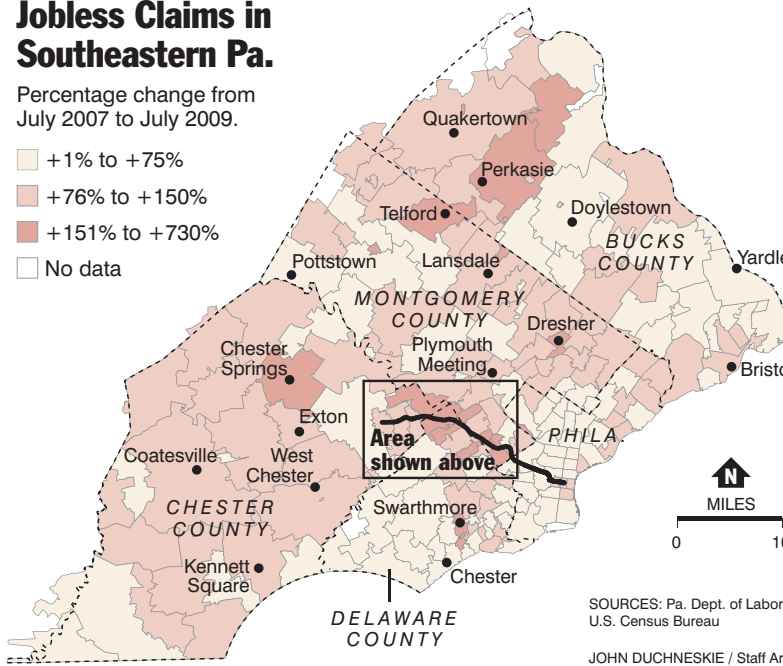 Jobless Claims in
Southeastern Pa.
Percentage change from
July 2007 to July 2009.
+1% to +75%
+76% to +150%
+151% to +730%
No data
Quakertown
Perkasie
Telford
Doylestown
BUCKS
COUNTY
Pottstown
Lansdale
MONTGOMERY
COUNTY
Dresher
Chester
Springs
Plymouth
Meeting
Exton
Area
shown above
PHILA.
Coatesville
West
Chester
N
MILES
0
CHESTER
COUNTY
Swarthmore
Kennett
Square
Chester
DELAWARE
COUNTY
SOURCES: Pa. Dept. of Labor
U.S. Census Bureau
JOHN DUCHNESKIE / Staff